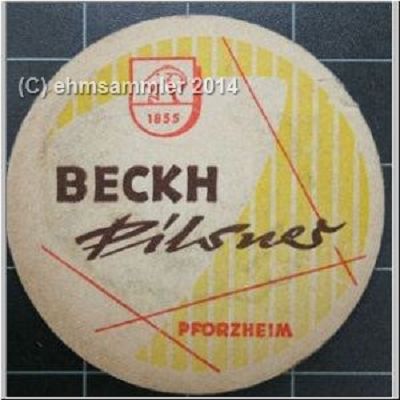 (C) ehmsammler 2014
1855
BECKH
Pilsner
PFORZHEIM